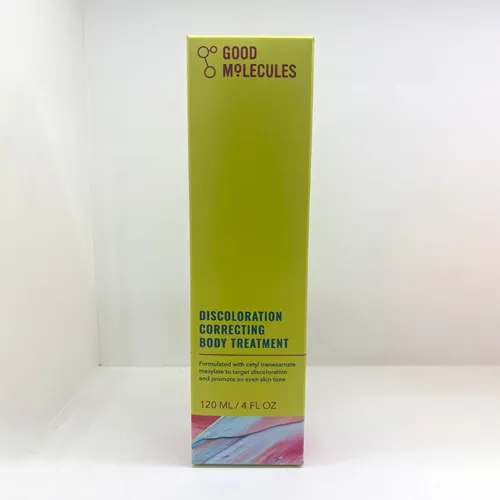 GOOD
MOLECULES
DISCOLORATION
CORRECTING
BODY TREATMENT
Formulated with cetyl tranexamate
mesylate to target discoloration
and promote an even skin tone
120 ML / 4 FL OZ